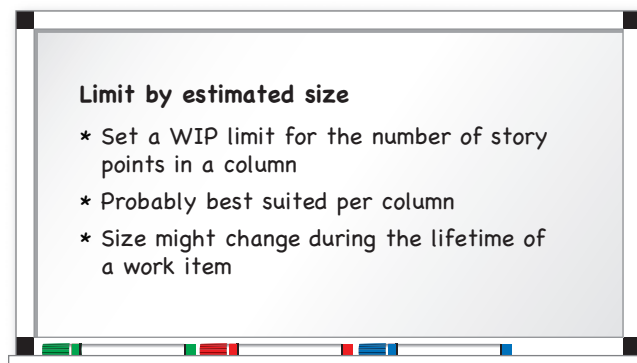 Limit by estimated size
* Set a WIP limit for the number of story
points in a column
* Probably best suited per column
* Size might change during the lifetime of
a work item